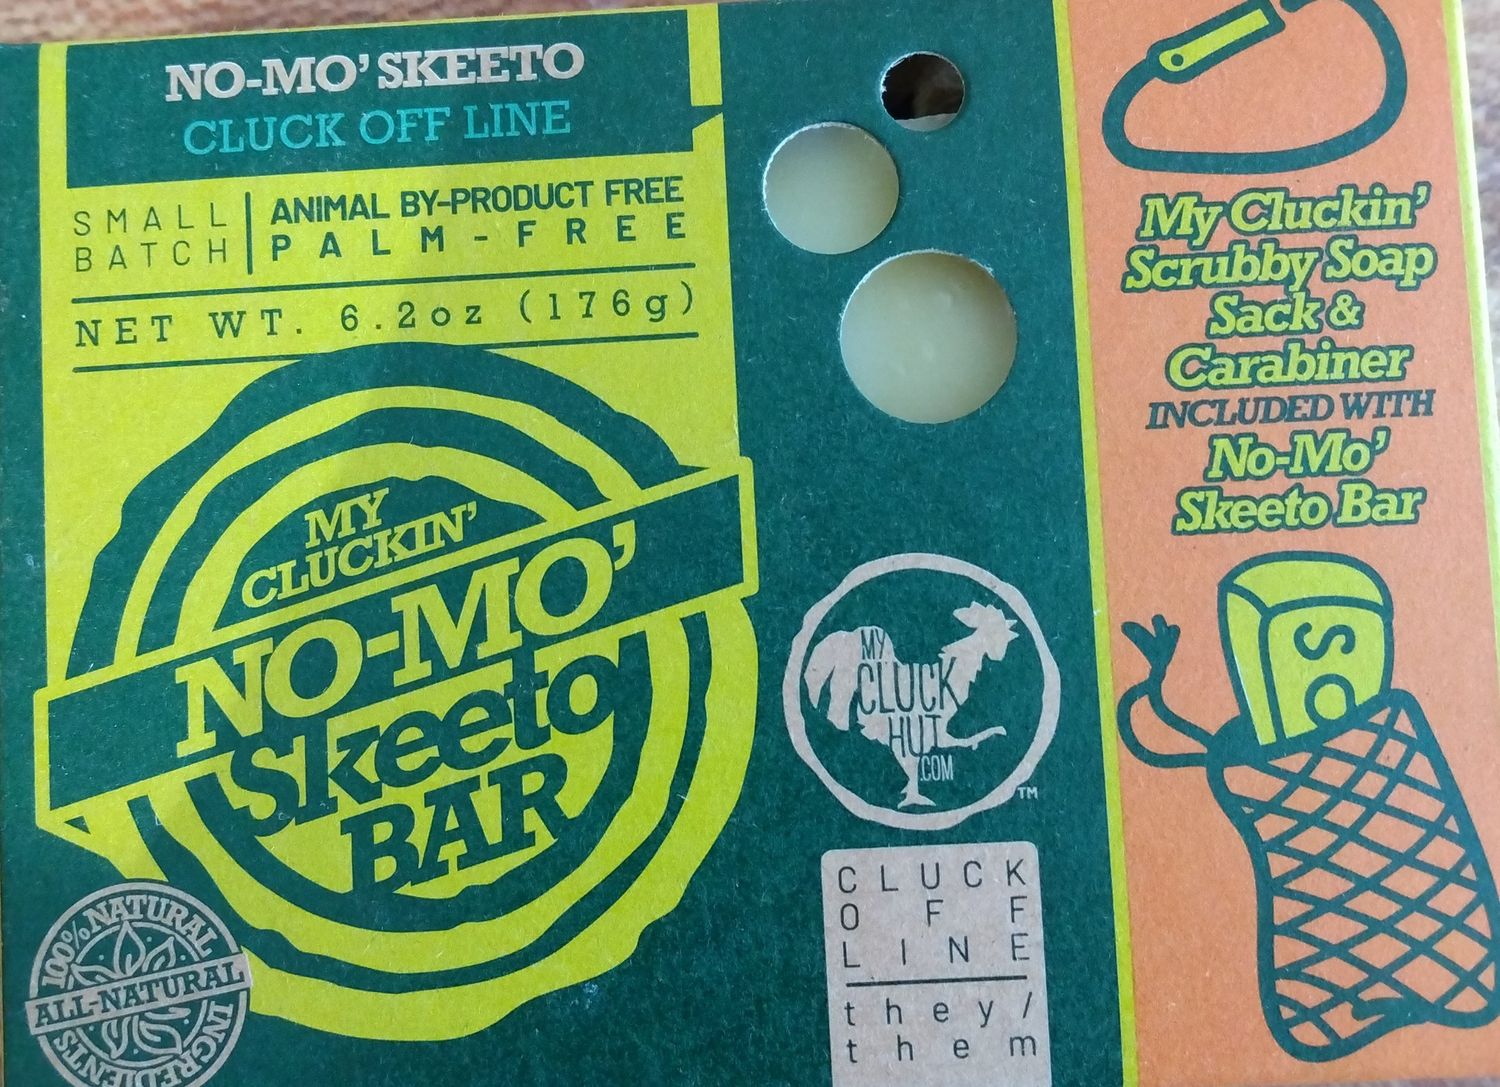 NO-MO' SKEETO
CLUCK OFF LINE
SMALL
BATCH
ANIMAL BY-PRODUCT FREE
PALM-FREE
NET WT. 6.2oz (176g)
MY
CLUCKIN'
NO-MO'
Skeeto
BAR
100% NATURAL
ALL-NATURAL
INGREDIENTS
MY
CLUCK
HUT
.COM
TM
CLUCK
OFF
LINE
they/
them
My Cluckin'
Scrubby Soap
Sack &
Carabiner
INCLUDED WITH
No-Mo'
Skeeto Bar
SO